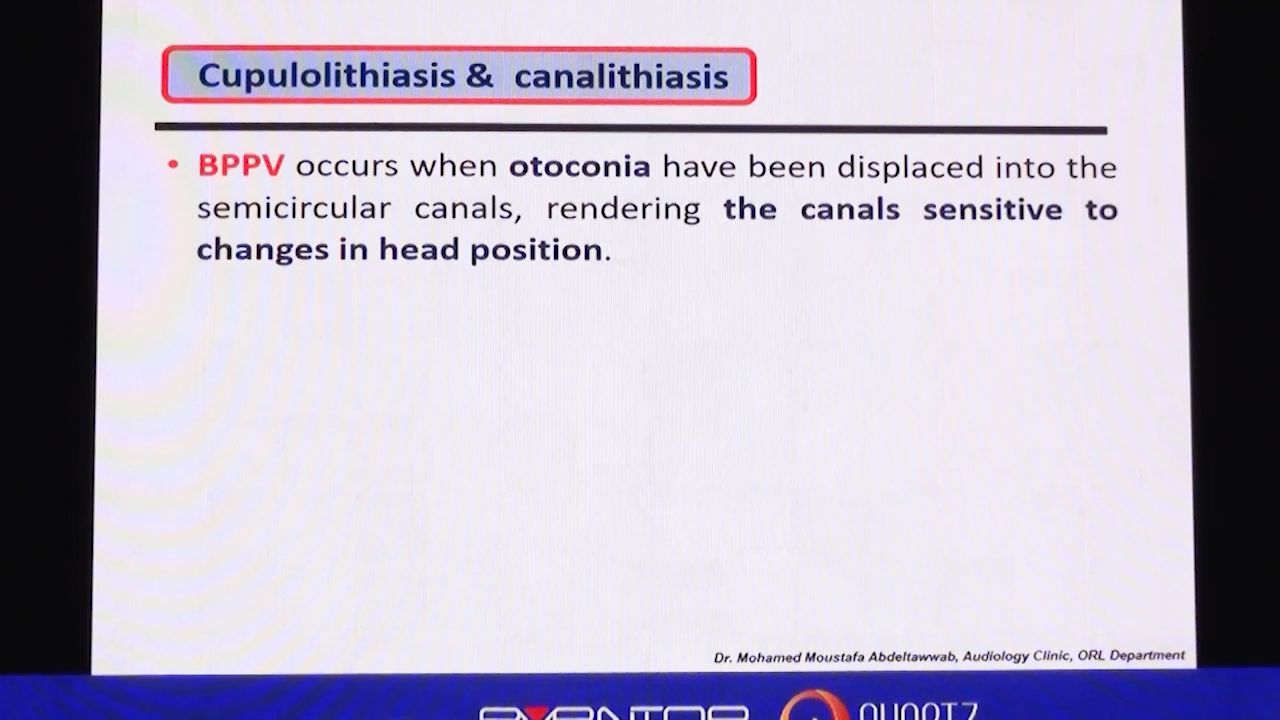 Cupulolithiasis & canalithiasis
• BPPV occurs when otoconia have been displaced into the
semicircular canals, rendering the canals sensitive to
changes in head position.
Dr. Mohamed Moustafa Abdeltawwab, Audiology Clinic, ORL Department